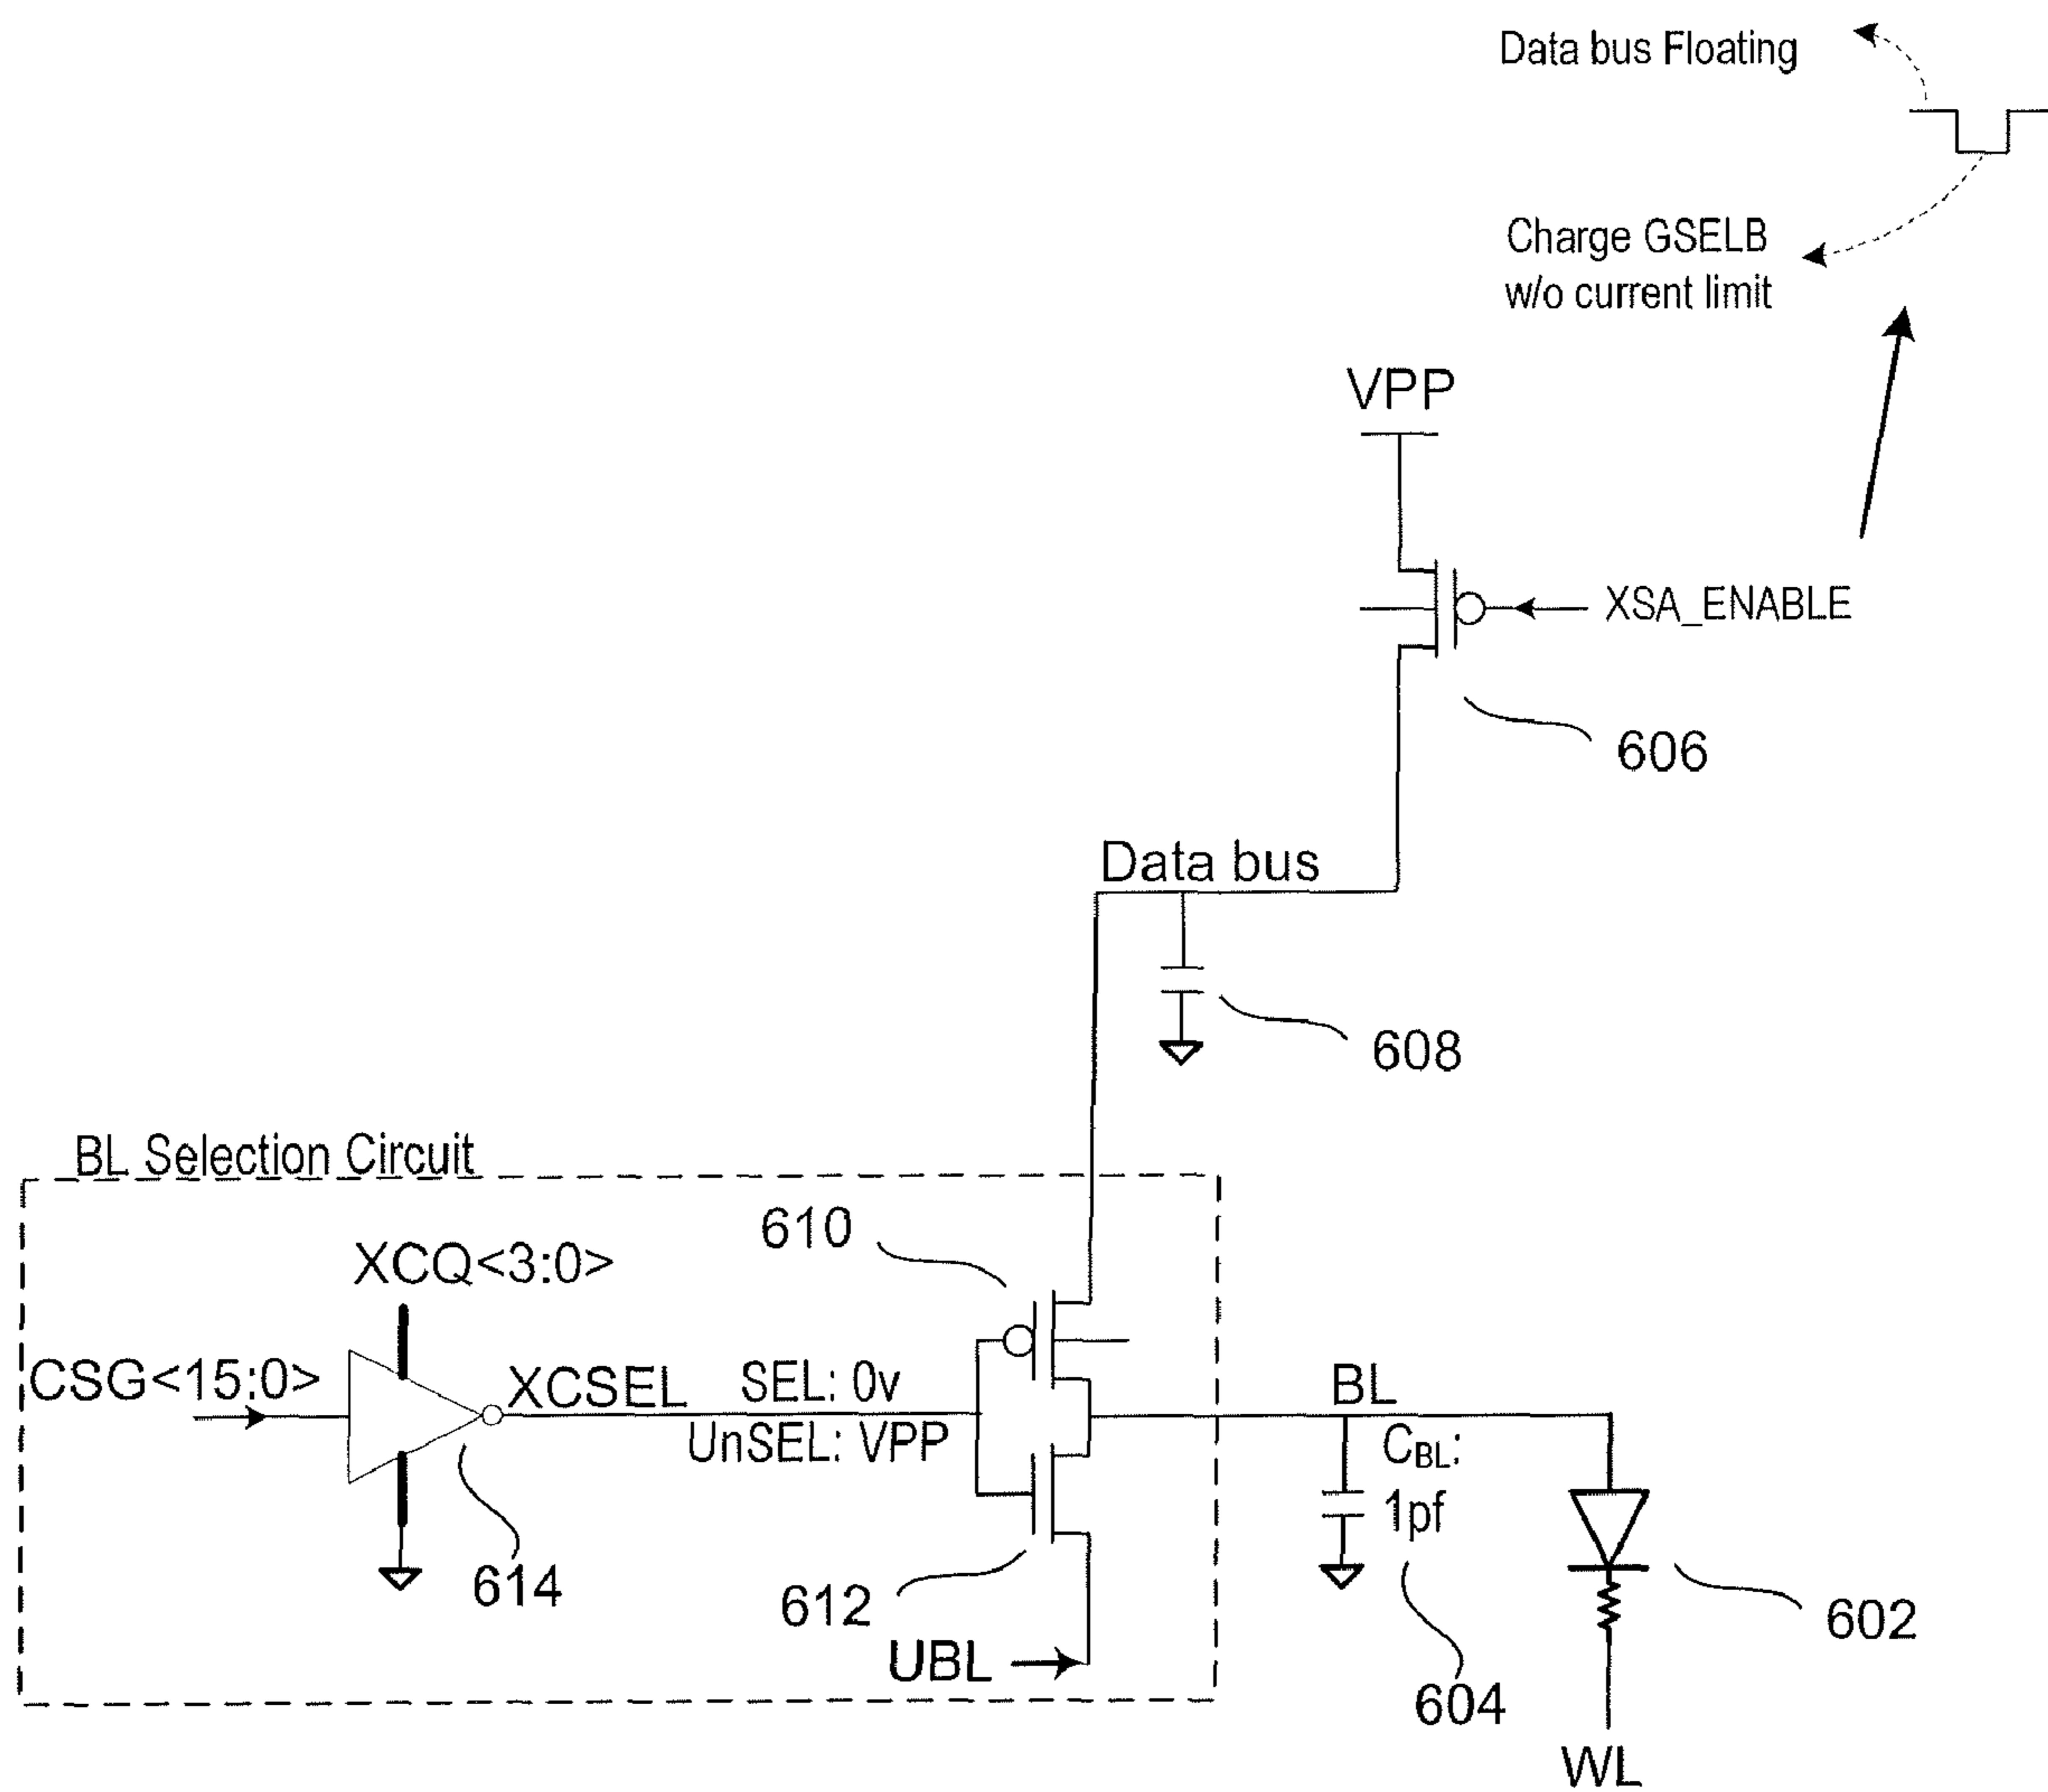 Data bus Floating
Charge GSELB
w/o current limit
VPP
XSA_ENABLE
606
Data bus
608
BL Selection Circuit
610
XCQ<3:0>
CSG<15:0>
XCSEL
SEL: 0v
UnSEL: VPP
BL
CBL:
1pf
614
612
602
UBL
604
WL